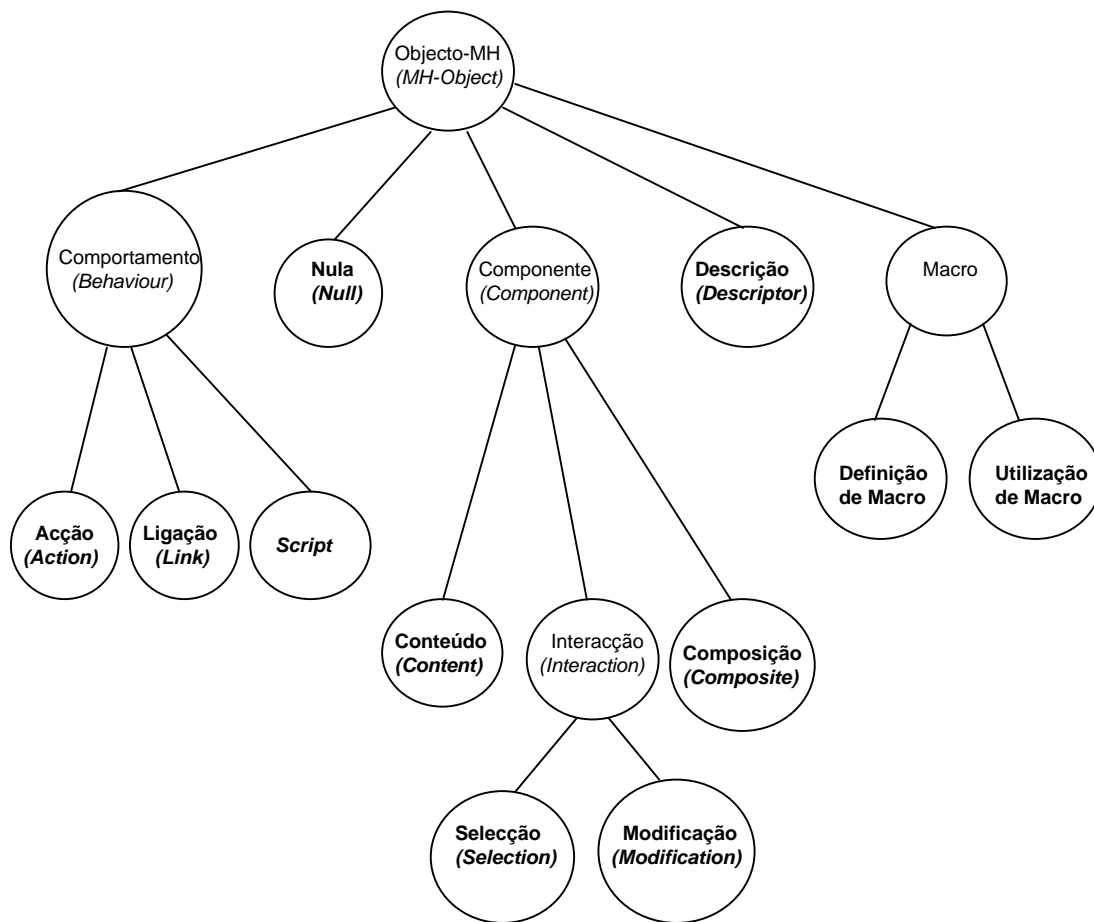 Objecto-MH
(MH-Object)
Comportamento
(Behaviour)
Nula
(Null)
Componente
(Component)
Descrição
(Descriptor)
Macro
Definição
de Macro
Utilização
de Macro
Acção
(Action)
Ligação
(Link)
Script
Conteúdo
(Content)
Interacção
(Interaction)
Composição
(Composite)
Selecção
(Selection)
Modificação
(Modification)